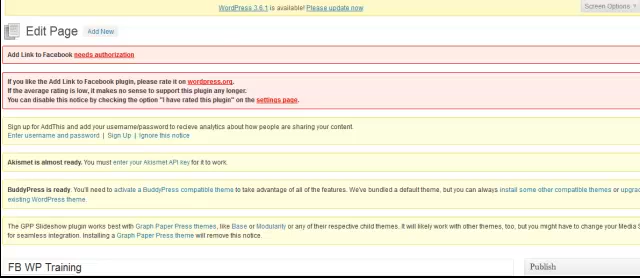 WordPress 3.6.1 is available! Please update now
Screen Options
Edit Page Add New
Add Link to Facebook needs authorization
If you like the Add Link to Facebook plugin, please rate it on wordpress.org.
If the average rating is low, it makes no sense to support this plugin any longer.
You can disable this notice by checking the option "I have rated this plugin" on the settings page.
Sign up for AddThis and add your username/password to recieve analytics about how people are sharing your content.
Enter username and password | Sign Up | Ignore this notice
Akismet is almost ready. You must enter your Akismet API key for it to work.
BuddyPress is ready. You'll need to activate a BuddyPress compatible theme to take advantage of all of the features. We've bundled a default theme, but you can always install some other compatible themes or upgra
existing WordPress theme.
The GPP Slideshow plugin works best with Graph Paper Press themes, like Base or Modularity or any of their respective child themes. It will likely work with other themes, too, but you might have to change your Media S
for seamless integration. Installing a Graph Paper Press theme will remove this notice.
FB WP Training
Publish